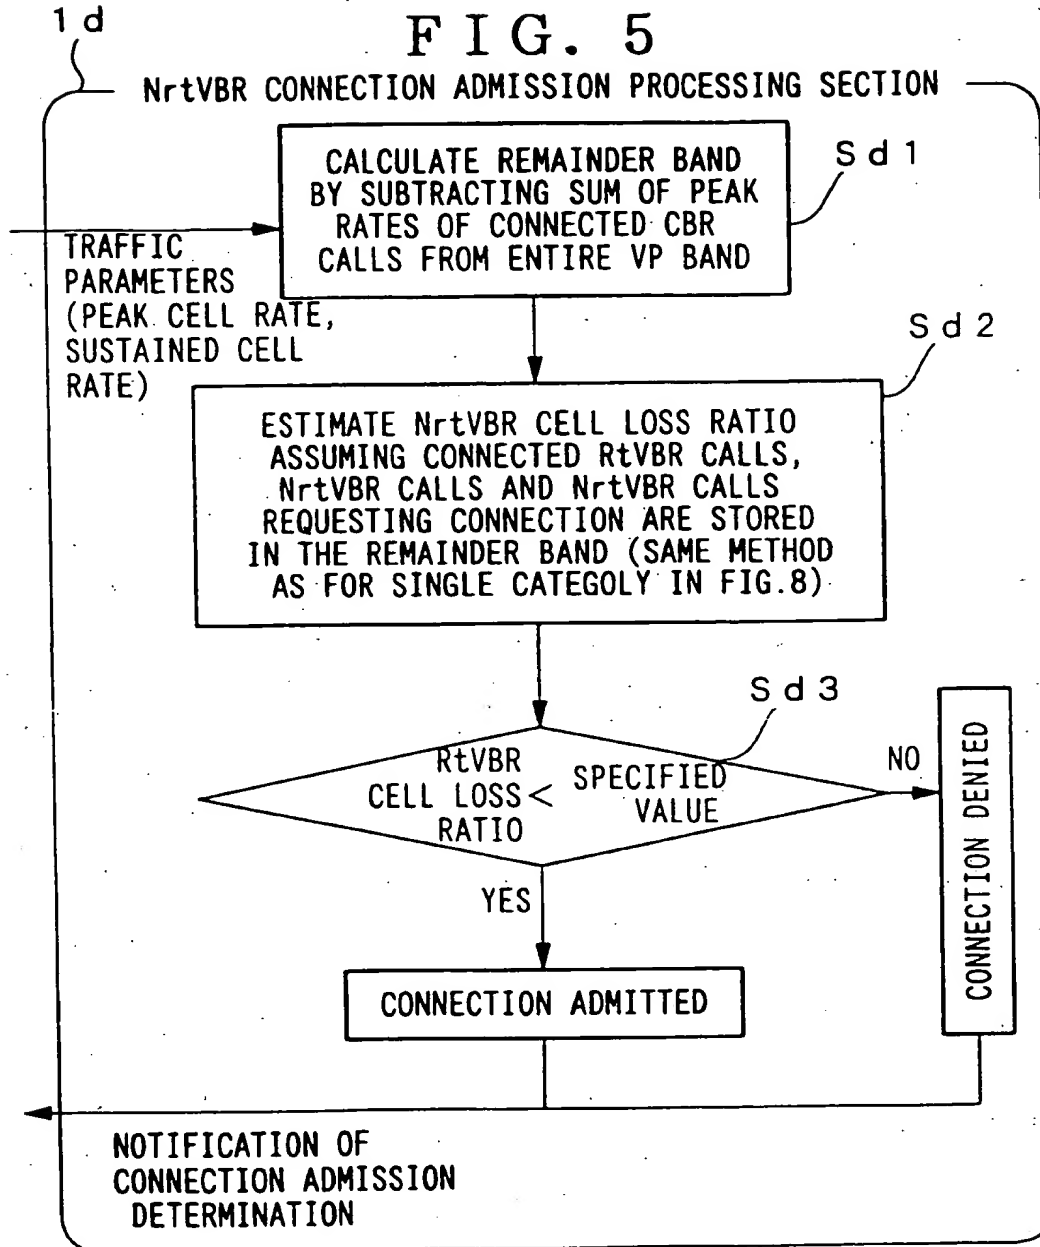 1d
FIG. 5
NrtVBR CONNECTION ADMISSION PROCESSING SECTION
CALCULATE REMAINDER BAND
BY SUBTRACTING SUM OF PEAK
RATES OF CONNECTED CBR
CALLS FROM ENTIRE VP BAND
Sd1
TRAFFIC
PARAMETERS
(PEAK CELL RATE,
SUSTAINED CELL
RATE)
Sd2
ESTIMATE NrtVBR CELL LOSS RATIO
ASSUMING CONNECTED RtVBR CALLS,
NrtVBR CALLS AND NrtVBR CALLS
REQUESTING CONNECTION ARE STORED
IN THE REMAINDER BAND (SAME METHOD
AS FOR SINGLE CATEGOLY IN FIG.8)
Sd3
RtVBR
CELL LOSS
RATIO
<
SPECIFIED
VALUE
NO
CONNECTION DENIED
YES
CONNECTION ADMITTED
NOTIFICATION OF
CONNECTION ADMISSION
DETERMINATION